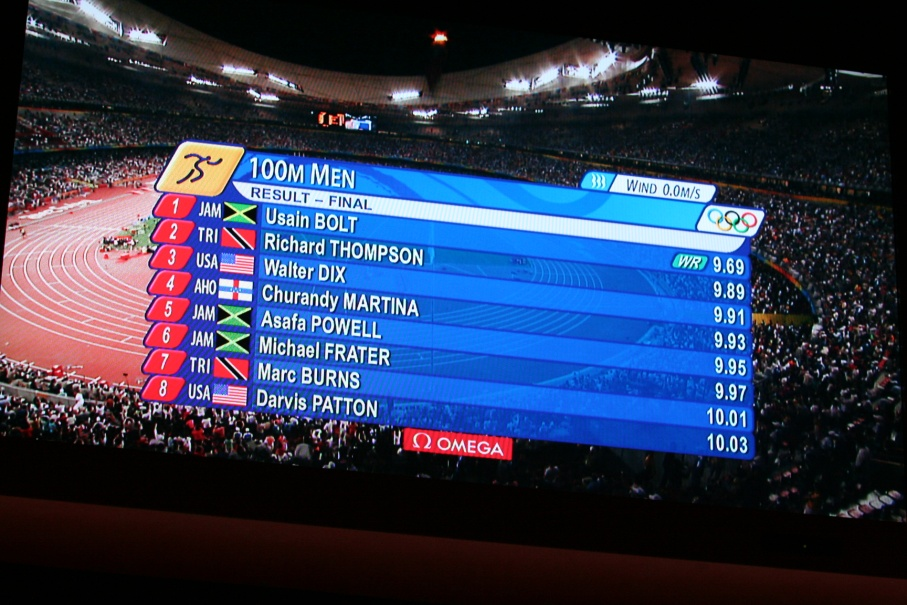 100M MEN
WIND 0.0M/S
RESULT – FINAL
1 JAM Usain BOLT WR 9.69
2 TRI Richard THOMPSON 9.89
3 USA Walter DIX 9.91
4 AHO Churandy MARTINA 9.93
5 JAM Asafa POWELL 9.95
6 JAM Michael FRATER 9.97
7 TRI Marc BURNS 10.01
8 USA Darvis PATTON 10.03
Ω OMEGA